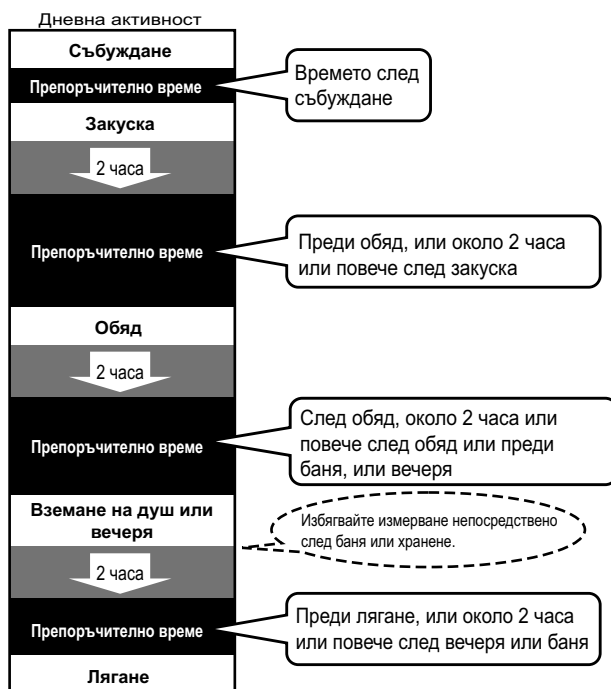 Дневна активност
Събуждане
Препоръчително време
Времето след
събуждане
Закуска
2 часа
Препоръчително време
Преди обяд, или около 2 часа
или повече след закуска
Обяд
2 часа
Препоръчително време
След обяд, около 2 часа или
повече след обяд или преди
баня, или вечеря
Вземане на душ или
вечеря
Избягвайте измерване непосредствено
след баня или хранене.
2 часа
Препоръчително време
Преди лягане, или около 2 часа
или повече след вечеря или баня
Лягане